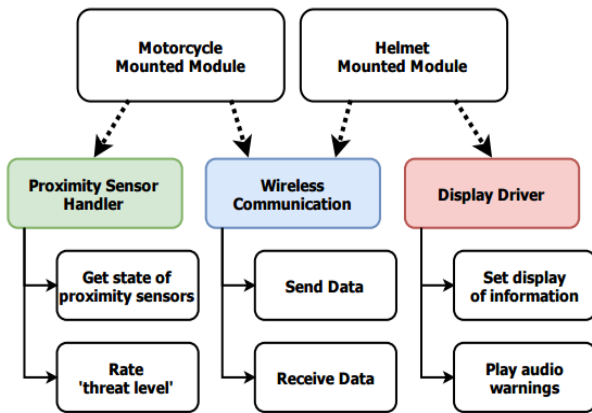 Motorcycle
Mounted Module
Helmet
Mounted Module
Proximity Sensor
Handler
Wireless
Communication
Display Driver
Get state of
proximity sensors
Send Data
Set display
of information
Rate
'threat level'
Receive Data
Play audio
warnings